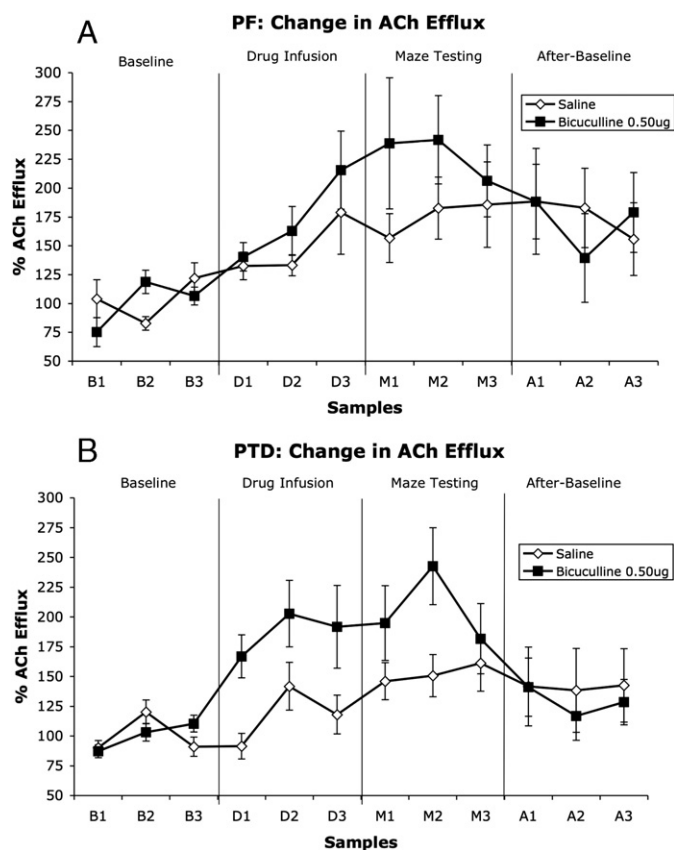 A
PF: Change in ACh Efflux
Baseline Drug Infusion Maze Testing After-Baseline
300
275
250
225
200
175
150
125
100
75
50
% ACh Efflux
Saline
Bicuculline 0.50ug
B1 B2 B3 D1 D2 D3 M1 M2 M3 A1 A2 A3
Samples
B
PTD: Change in ACh Efflux
Baseline Drug Infusion Maze Testing After-Baseline
300
275
250
225
200
175
150
125
100
75
50
% ACh Efflux
Saline
Bicuculline 0.50ug
B1 B2 B3 D1 D2 D3 M1 M2 M3 A1 A2 A3
Samples